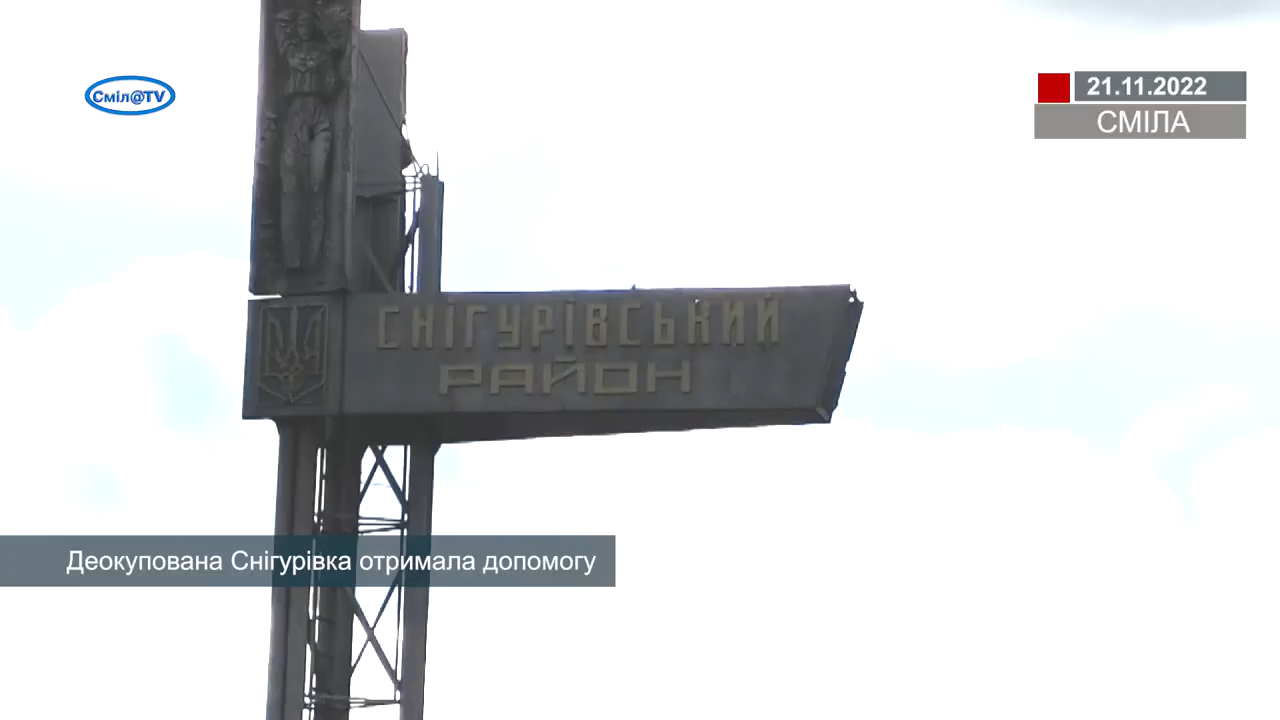 Сміл@TV
21.11.2022
СМІЛА
СНІГУРІВСЬКИЙ
РАЙОН
Деокупована Снігурівка отримала допомогу